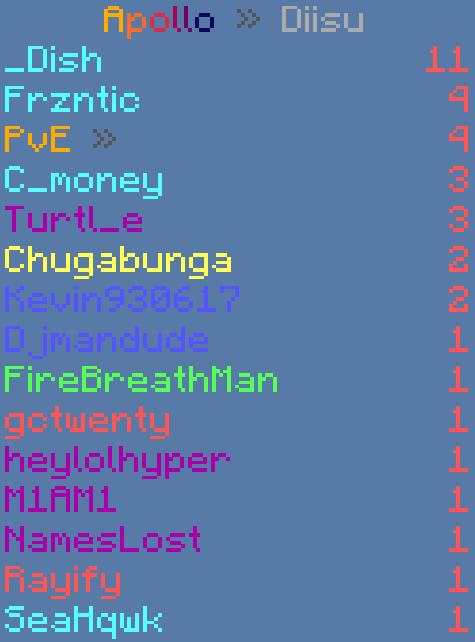 Apollo » Diisu
_Dish 11
Frzntic 4
PvE » 4
C_money 3
Turtl_e 3
Chugabunga 2
Kevin930617 2
Djmandude 1
FireBreathMan 1
gotwenty 1
heylolhyper 1
M1AM1 1
NamesLost 1
Rayify 1
SeaHqwk 1